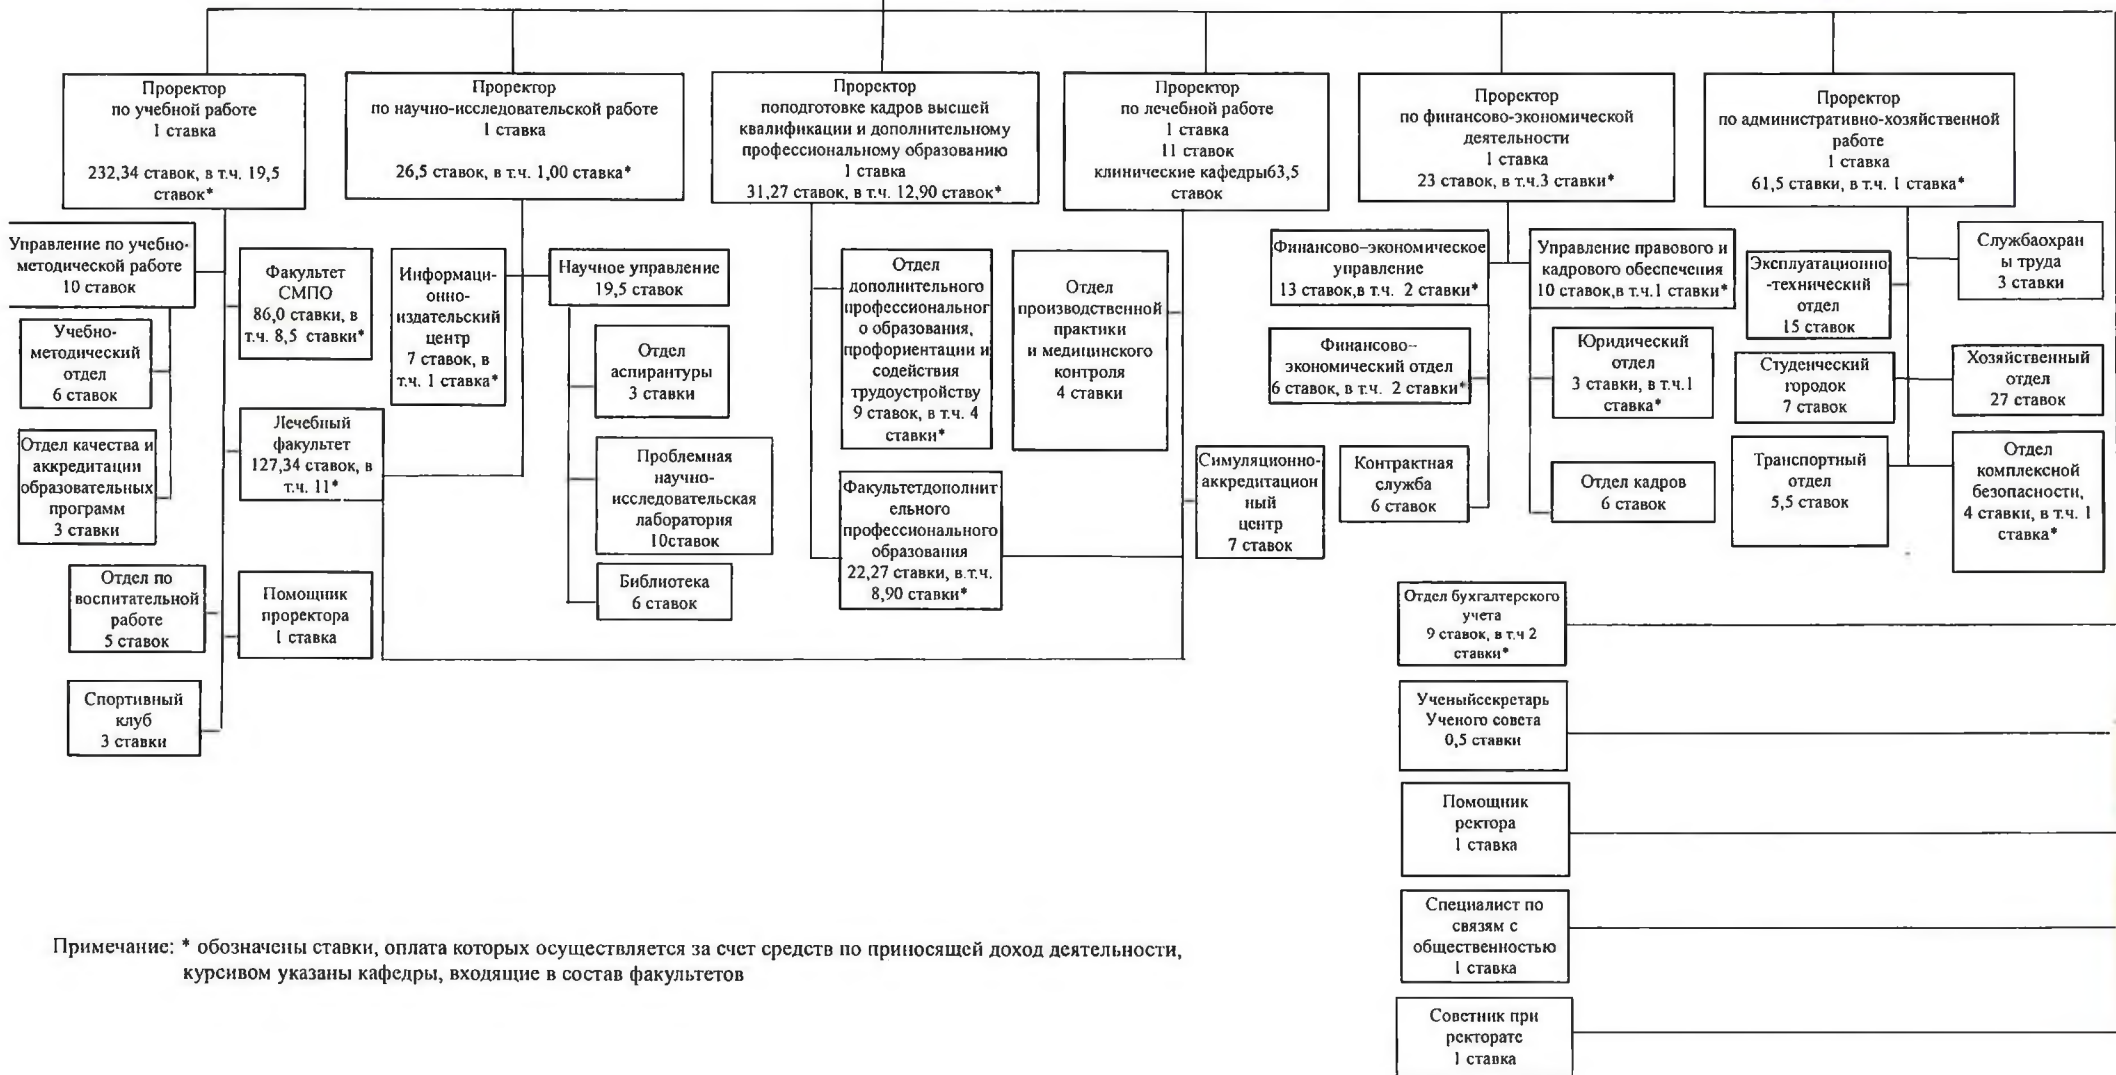 Проректор
по учебной работе
1 ставка
232,34 ставок, в т.ч. 19,5
ставок*
Проректор
по научно-исследовательской работе
1 ставка
26,5 ставок, в т.ч. 1,00 ставка*
Проректор
поподготовке кадров высшей
квалификации и дополнительному
профессиональному образованию
1 ставка
31,27 ставок, в т.ч. 12,90 ставок*
Проректор
по лечебной работе
1 ставка
11 ставок
клинические кафедры63,5
ставок
Проректор
по финансово-экономической
деятельности
1 ставка
23 ставок, в т.ч.3 ставки*
Проректор
по административно-хозяйственной
работе
1 ставка
61,5 ставки, в т.ч. 1 ставка*
Управление по учебно-
методической работе
10 ставок
Учебно-
методический
отдел
6 ставок
Отдел качества и
аккредитации
образовательных
программ
3 ставки
Отдел по
воспитательной
работе
5 ставок
Спортивный
клуб
3 ставки
Факультет
СМПО
86,0 ставки, в
т.ч. 8,5 ставки*
Лечебный
факультет
127,34 ставок, в
т.ч. 11*
Помощник
проректора
1 ставка
Информаци-
онно-
издательский
центр
7 ставок, в
т.ч. 1 ставка*
Научное управление
19,5 ставок
Отдел
аспирантуры
3 ставки
Проблемная
научно-
исследовательская
лаборатория
10ставок
Библиотека
6 ставок
Отдел
дополнительного
профессиональног
о образования,
профориентации и
содействия
трудоустройству
9 ставок, в т.ч. 4
ставки*
Факультетдополнит
ельного
профессионального
образования
22,27 ставки, в.т.ч.
8,90 ставки*
Отдел
производственной
практики
и медицинского
контроля
4 ставки
Симуляционно-
аккредитацион
ный
центр
7 ставок
Финансово–экономическое
управление
13 ставок,в т.ч. 2 ставки*
Финансово–
экономический отдел
6 ставок, в т.ч. 2 ставки*
Контрактная
служба
6 ставок
Управление правового и
кадрового обеспечения
10 ставок,в т.ч.1 ставки*
Юридический
отдел
3 ставки, в т.ч.1
ставка*
Отдел кадров
6 ставок
Эксплуатационно
-технический
отдел
15 ставок
Студенческий
городок
7 ставок
Транспортный
отдел
5,5 ставок
Службаохран
ы труда
3 ставки
Хозяйственный
отдел
27 ставок
Отдел
комплексной
безопасности,
4 ставки, в т.ч. 1
ставка*
Отдел бухгалтерского
учета
9 ставок, в т.ч 2
ставки*
Ученыйсекретарь
Ученого совета
0,5 ставки
Помощник
ректора
1 ставка
Специалист по
связям с
общественностью
1 ставка
Советник при
ректорате
1 ставка
Примечание: * обозначены ставки, оплата которых осуществляется за счет средств по приносящей доход деятельности,
курсивом указаны кафедры, входящие в состав факультетов